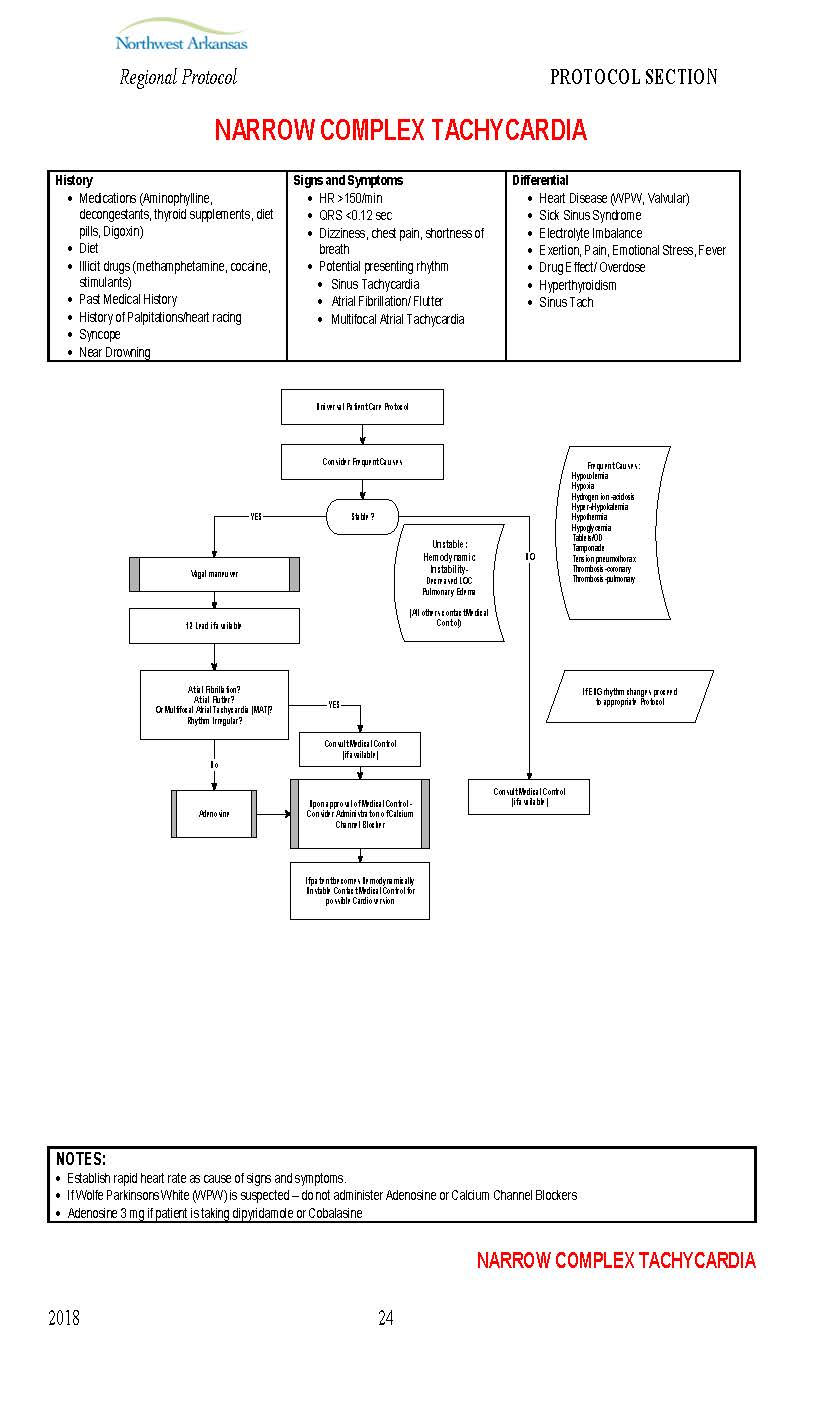 Northwest Arkansas
Regional Protocol
PROTOCOL SECTION
NARROW COMPLEX TACHYCARDIA
History
• Medications (Aminophylline,
decongestants, thyroid supplements, diet
pills, Digoxin)
• Diet
• Illicit drugs (methamphetamine, cocaine,
stimulants)
• Past Medical History
• History of Palpitations/heart racing
• Syncope
• Near Drowning
Signs and Symptoms
• HR >150/min
• QRS <0.12 sec
• Dizziness, chest pain, shortness of
breath
• Potential presenting rhythm
• Sinus Tachycardia
• Atrial Fibrillation/ Flutter
• Multifocal Atrial Tachycardia
Differential
• Heart Disease (WPW, Valvular)
• Sick Sinus Syndrome
• Electrolyte Imbalance
• Exertion, Pain, Emotional Stress, Fever
• Drug Effect/ Overdose
• Hyperthyroidism
• Sinus Tach
Universal Patient Care Protocol
Consider Frequent Causes
Stable?
YES
NO
Frequent Causes:
Hypovolemia
Hypoxia
Hydrogen ion -acidosis
Hyper-/Hypokalemia
Hypothermia
Hypoglycemia
Tablets/OD
Tamponade
Tension pneumothorax
Thrombosis -coronary
Thrombosis -pulmonary
Unstable:
Hemodynamic
Instability-
Decreased LOC
Pulmonary Edema
(All others contact Medical
Control)
Vagal maneuver
12 Lead if available
Atrial Fibrillation?
Atrial Flutter?
Or Multifocal Atrial Tachycardia (MAT)?
Rhythm Irregular?
YES
No
If EKG rhythm changes proceed
to appropriate Protocol
Consult Medical Control
(if available)
Adenosine
Upon approval of Medical Control -
Consider Administration of Calcium
Channel Blocker
Consult Medical Control
(if available)
If patient becomes Hemodynamically
Unstable Contact Medical Control for
possible Cardioversion
NOTES:
• Establish rapid heart rate as cause of signs and symptoms.
• If Wolfe Parkinsons White (WPW) is suspected – do not administer Adenosine or Calcium Channel Blockers
• Adenosine 3 mg if patient is taking dipyridamole or Cobalasine
NARROW COMPLEX TACHYCARDIA
2018
24